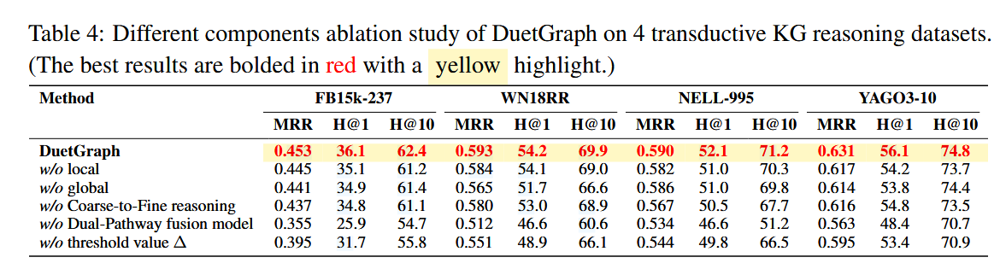 Table 4: Different components ablation study of DuetGraph on 4 transductive KG reasoning datasets.
(The best results are bolded in red with a yellow highlight.)
Method FB15k-237 WN18RR NELL-995 YAGO3-10
MRR H@1 H@10 MRR H@1 H@10 MRR H@1 H@10 MRR H@1 H@10
DuetGraph 0.453 36.1 62.4 0.593 54.2 69.9 0.590 52.1 71.2 0.631 56.1 74.8
w/o local 0.445 35.1 61.2 0.584 54.1 69.0 0.582 51.0 70.3 0.617 54.2 73.7
w/o global 0.441 34.9 61.4 0.565 51.7 66.6 0.586 51.0 69.8 0.614 53.8 74.4
w/o Coarse-to-Fine reasoning 0.437 34.8 61.1 0.580 53.0 68.9 0.567 50.5 67.7 0.616 54.8 73.5
w/o Dual-Pathway fusion model 0.355 25.9 54.7 0.512 46.6 60.6 0.534 46.6 51.2 0.563 48.4 70.7
w/o threshold value Δ 0.395 31.7 55.8 0.551 48.9 66.1 0.544 49.8 66.5 0.595 53.4 70.9